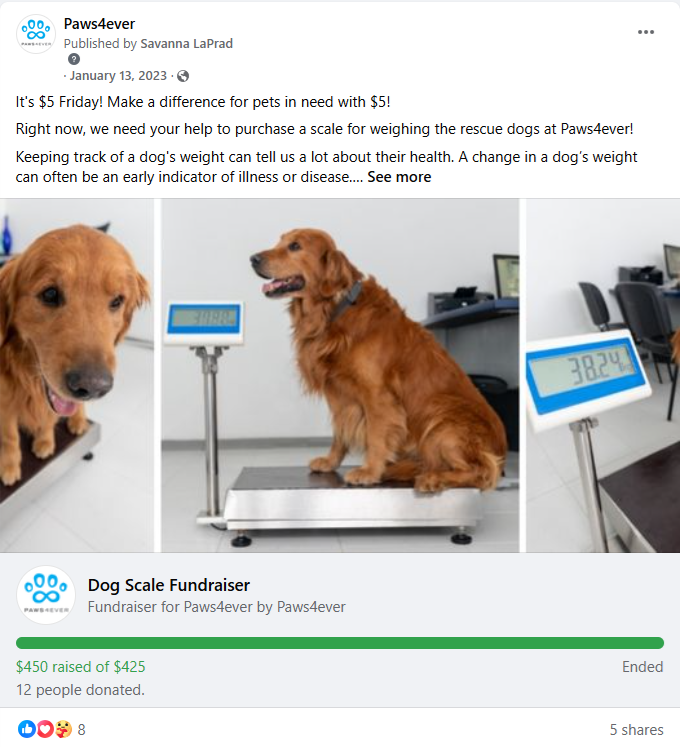 Paws4ever
Published by Savanna LaPrad
· January 13, 2023 ·
It's $5 Friday! Make a difference for pets in need with $5!
Right now, we need your help to purchase a scale for weighing the rescue dogs at Paws4ever!
Keeping track of a dog's weight can tell us a lot about their health. A change in a dog’s weight
can often be an early indicator of illness or disease.... See more
38.24
PAWS4EVER
Dog Scale Fundraiser
Fundraiser for Paws4ever by Paws4ever
$450 raised of $425
Ended
12 people donated.
8
5 shares